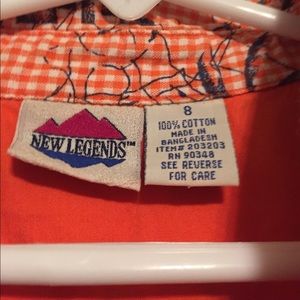 NEW LEGENDS™
8
100% COTTON
MADE IN
BANGLADESH
ITEM# 203203
RN 90348
SEE REVERSE
FOR CARE